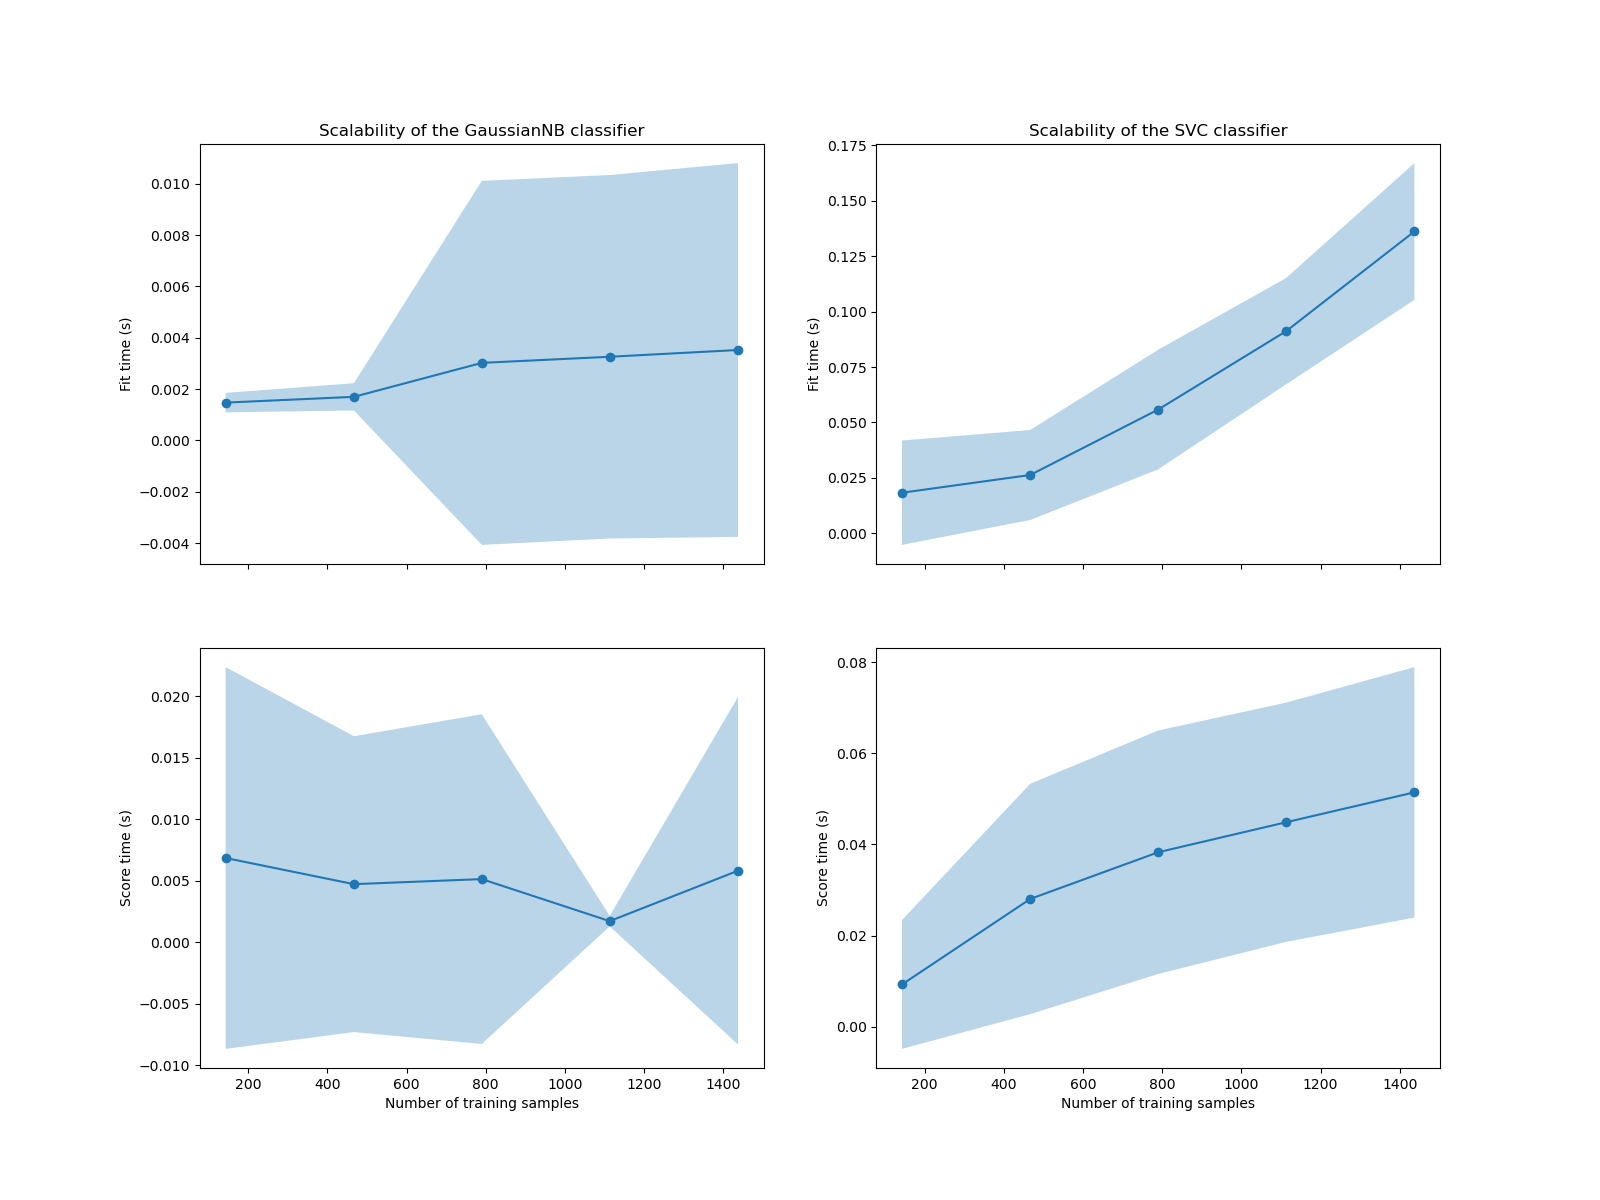 Scalability of the GaussianNB classifier
Fit time (s)
0.010
0.008
0.006
0.004
0.002
0.000
−0.002
−0.004
Scalability of the SVC classifier
Fit time (s)
0.175
0.150
0.125
0.100
0.075
0.050
0.025
0.000
Score time (s)
0.020
0.015
0.010
0.005
0.000
−0.005
−0.010
200 400 600 800 1000 1200 1400
Number of training samples
Score time (s)
0.08
0.06
0.04
0.02
0.00
200 400 600 800 1000 1200 1400
Number of training samples